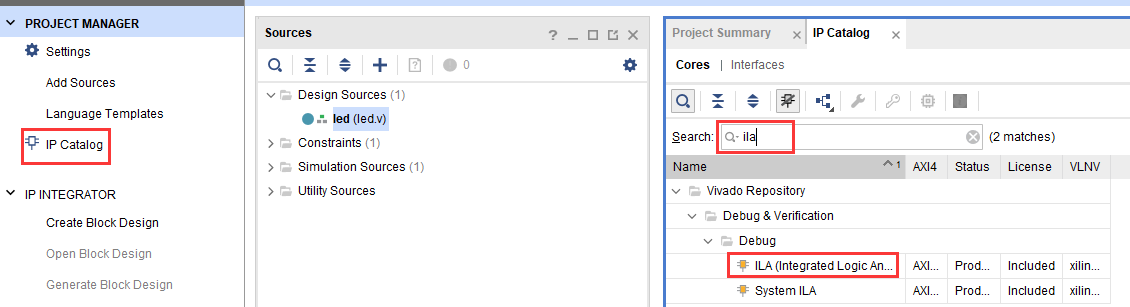 PROJECT MANAGER
Settings
Add Sources
Language Templates
IP Catalog
IP INTEGRATOR
Create Block Design
Open Block Design
Generate Block Design
Sources
0
Design Sources (1)
led (led.v)
Constraints
Simulation Sources (1)
Utility Sources
Project Summary
IP Catalog
Cores | Interfaces
Search: ila (2 matches)
Name 1 AXI4 Status License VLNV
Vivado Repository
Debug & Verification
Debug
ILA (Integrated Logic An... AXI... Prod... Included xilin...
System ILA AXI... Prod... Included xilin...